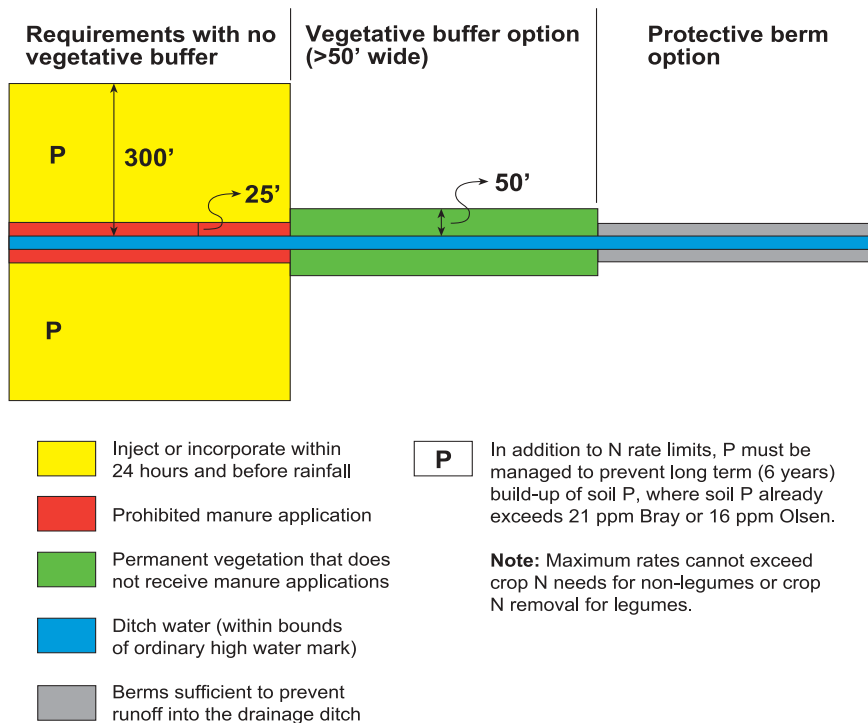 Requirements with no
vegetative buffer
Vegetative buffer option
(>50’ wide)
Protective berm
option
P
300’
25’
50’
P
Inject or incorporate within
24 hours and before rainfall
Prohibited manure application
Permanent vegetation that does
not receive manure applications
Ditch water (within bounds
of ordinary high water mark)
Berms sufficient to prevent
runoff into the drainage ditch
P
In addition to N rate limits, P must be
managed to prevent long term (6 years)
build-up of soil P, where soil P already
exceeds 21 ppm Bray or 16 ppm Olsen.
Note: Maximum rates cannot exceed
crop N needs for non-legumes or crop
N removal for legumes.